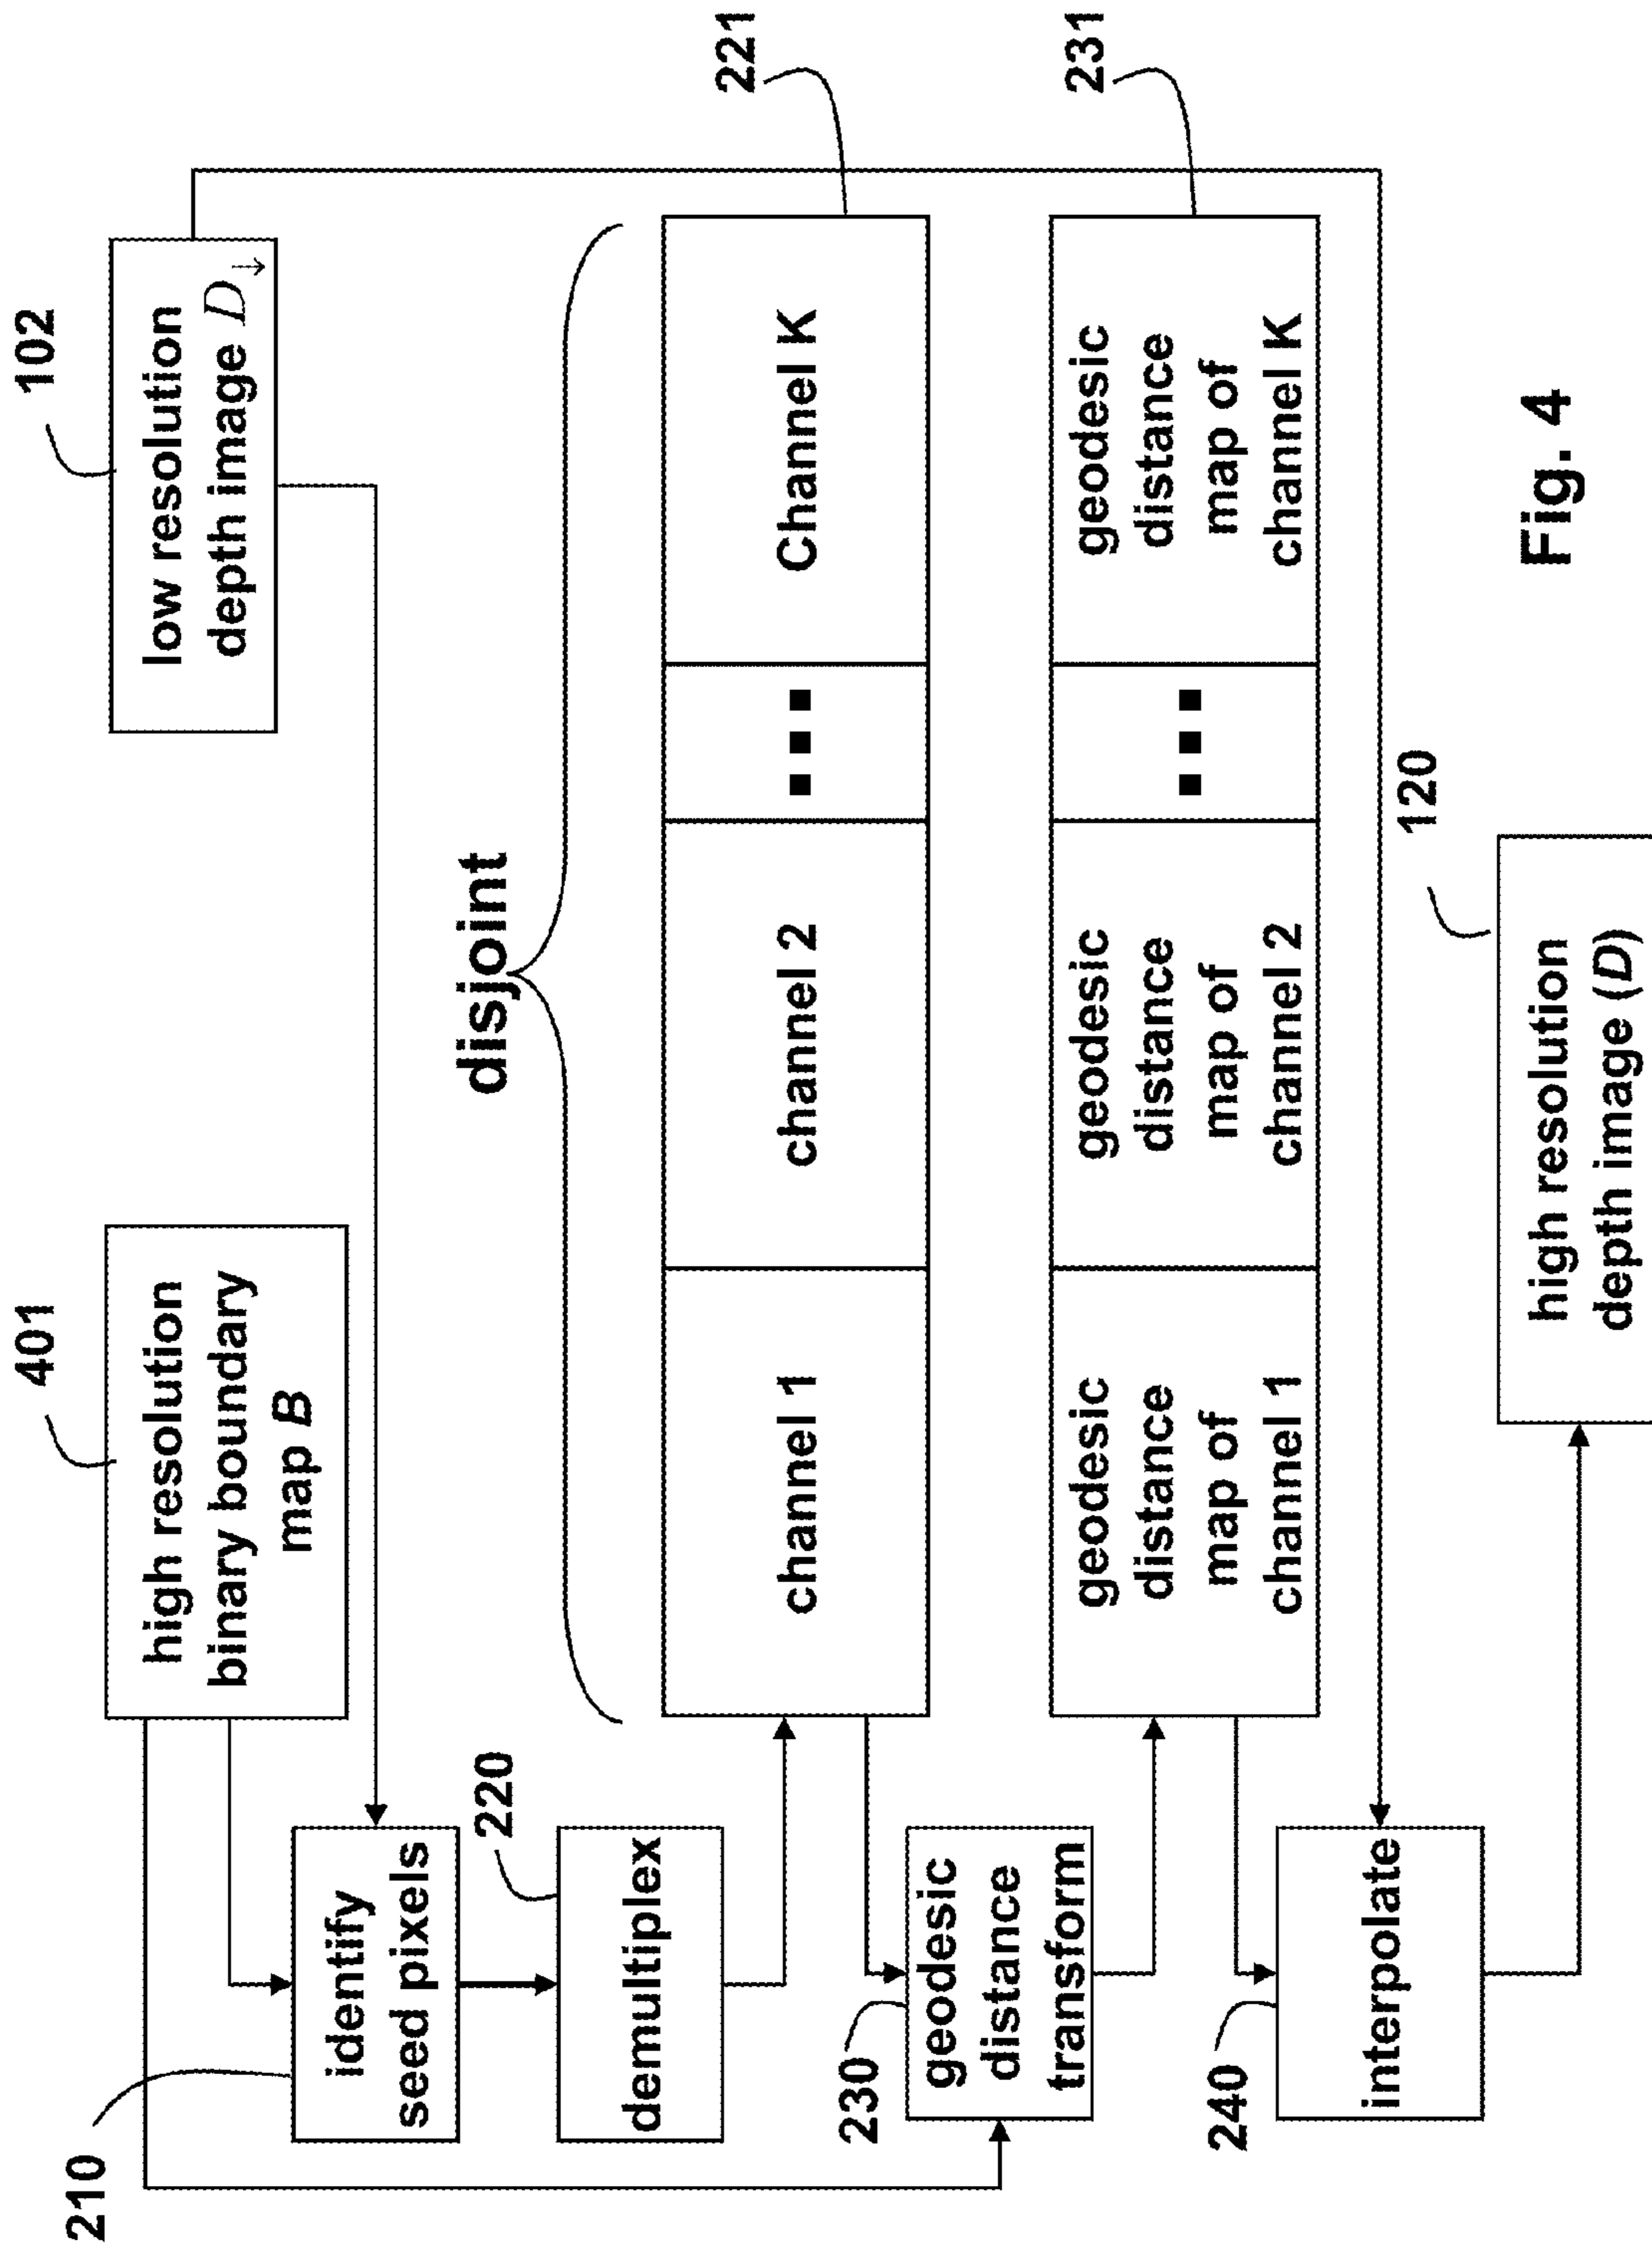 401
high resolution
binary boundary
map B
102
low resolution
depth image D↓
210
identify
seed pixels
220
demultiplex
disjoint
channel 1
channel 2
...
Channel K
221
230
geodesic
distance
transform
geodesic
distance
map of
channel 1
geodesic
distance
map of
channel 2
...
geodesic
distance
map of
channel K
231
240
interpolate
120
high resolution
depth image (D)
Fig. 4